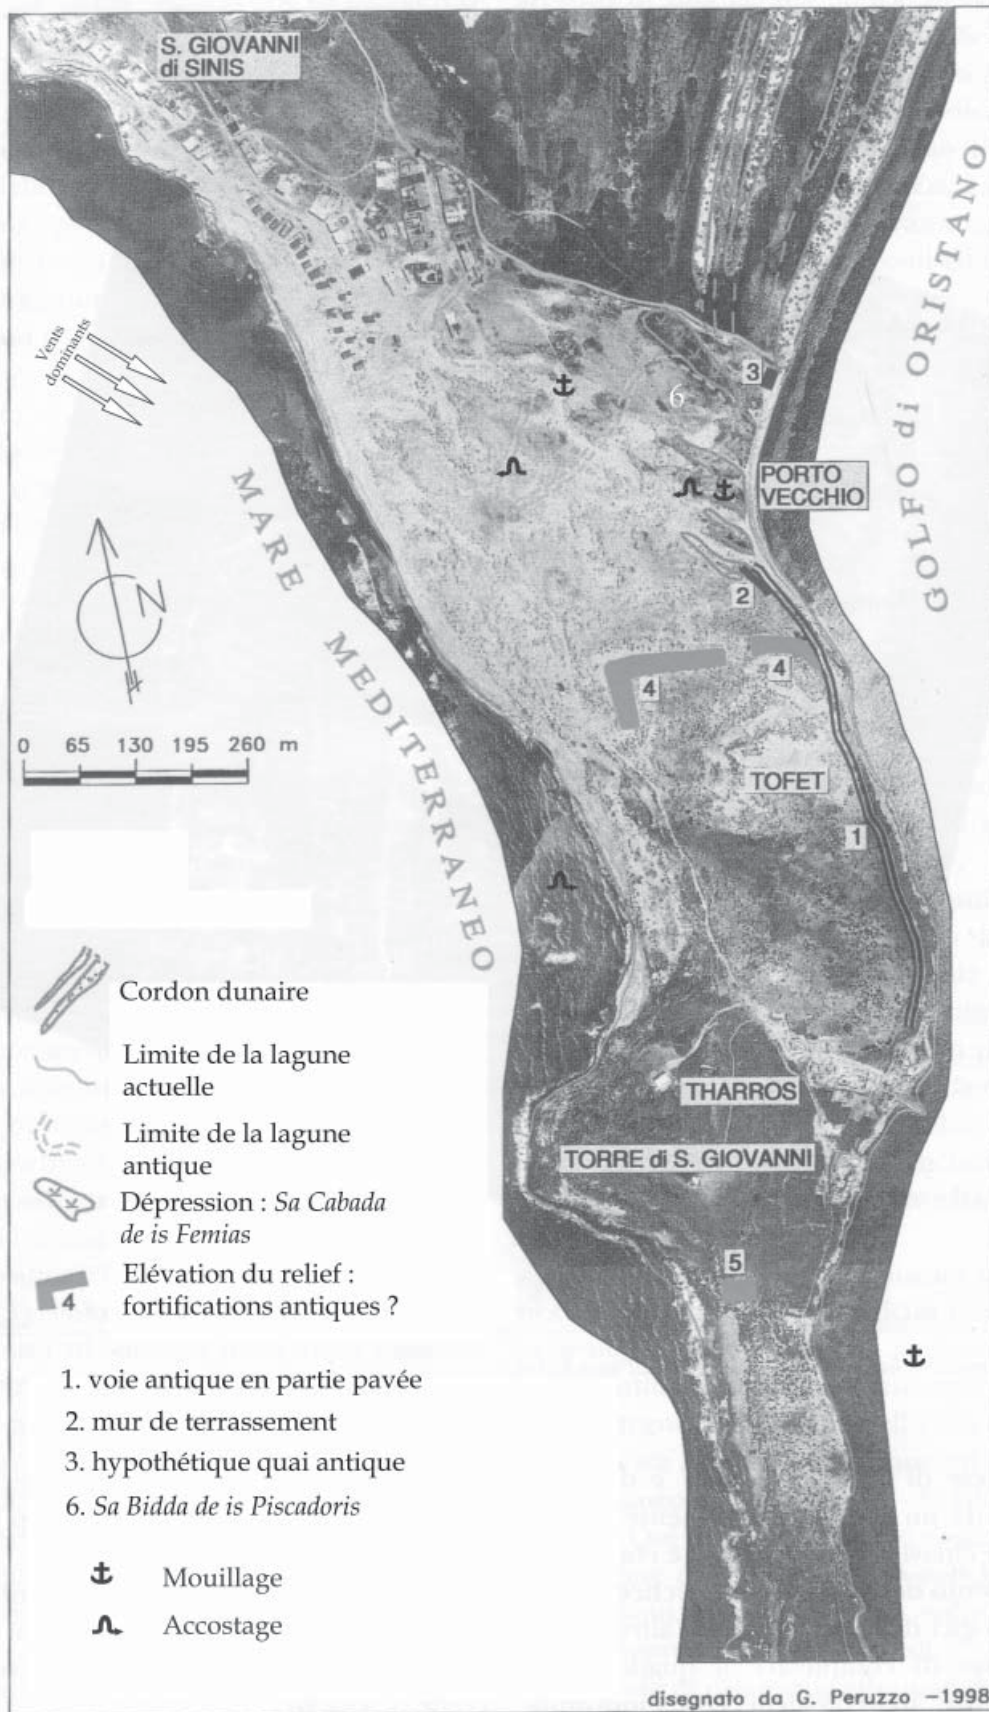 S. GIOVANNI
di SINIS
GOLFO di ORISTANO
Vents
dominants
3
6
PORTO
VECCHIO
MARE MEDITERRANEO
2
N
4
4
0 65 130 195 260 m
TOFET
1
Cordon dunaire
Limite de la lagune
actuelle
THARROS
Limite de la lagune
antique
TORRE di S. GIOVANNI
Dépression : Sa Cabada
de is Femias
5
Elévation du relief :
fortifications antiques ?
4
1. voie antique en partie pavée
2. mur de terrassement
3. hypothétique quai antique
6. Sa Bidda de is Piscadoris
Mouillage
Accostage
disegnato da G. Peruzzo -1998